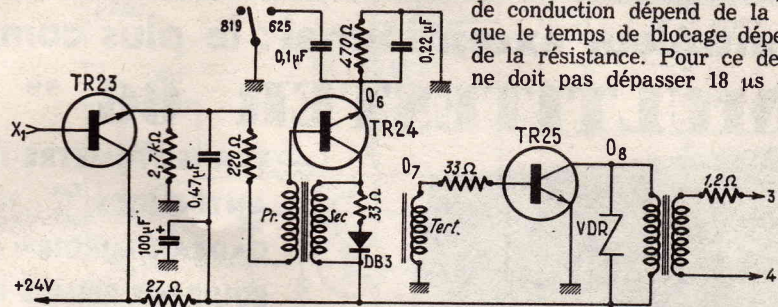 de conduction dépend de la
que le temps de blocage dépe
de la résistance. Pour ce de
ne doit pas dépasser 18 μs
819
625
0,1μF
470Ω
0,22μF
O6
TR23
X1
2,7kΩ
0,47μF
220Ω
TR24
TR25
O7
O8
33Ω
Pr.
Sec
33Ω
Tert.
VDR
1,2Ω
3
4
100μF
+
-
DB3
+24V
27Ω